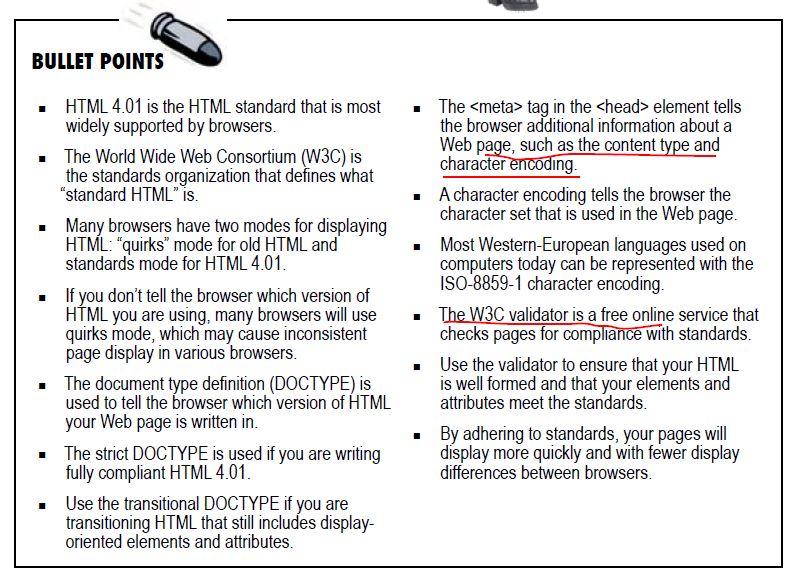 BULLET POINTS
▪ HTML 4.01 is the HTML standard that is most
widely supported by browsers.
▪ The World Wide Web Consortium (W3C) is
the standards organization that defines what
“standard HTML” is.
▪ Many browsers have two modes for displaying
HTML: “quirks” mode for old HTML and
standards mode for HTML 4.01.
▪ If you don’t tell the browser which version of
HTML you are using, many browsers will use
quirks mode, which may cause inconsistent
page display in various browsers.
▪ The document type definition (DOCTYPE) is
used to tell the browser which version of HTML
your Web page is written in.
▪ The strict DOCTYPE is used if you are writing
fully compliant HTML 4.01.
▪ Use the transitional DOCTYPE if you are
transitioning HTML that still includes display-
oriented elements and attributes.
▪ The <meta> tag in the <head> element tells
the browser additional information about a
Web page, such as the content type and
character encoding.
▪ A character encoding tells the browser the
character set that is used in the Web page.
▪ Most Western-European languages used on
computers today can be represented with the
ISO-8859-1 character encoding.
▪ The W3C validator is a free online service that
checks pages for compliance with standards.
▪ Use the validator to ensure that your HTML
is well formed and that your elements and
attributes meet the standards.
▪ By adhering to standards, your pages will
display more quickly and with fewer display
differences between browsers.